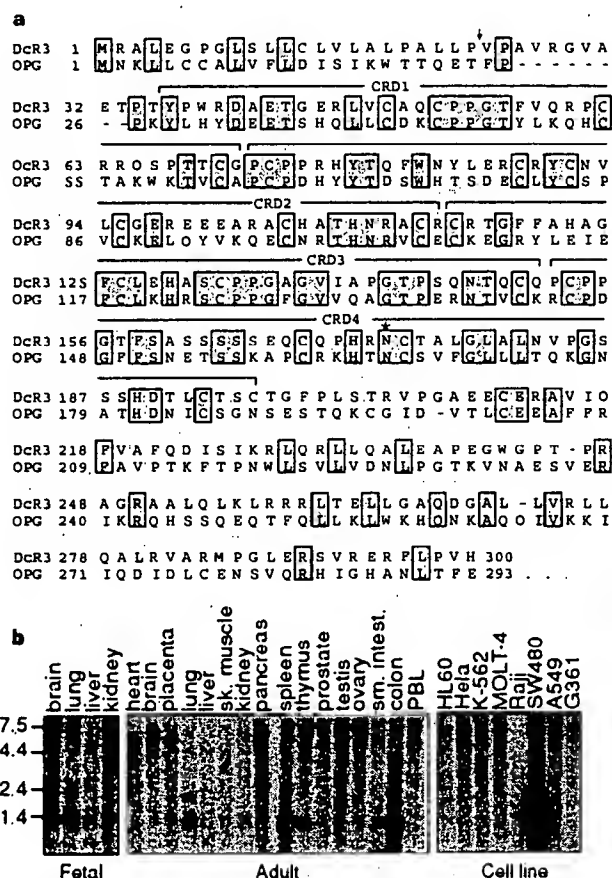 a
DcR3 1 M R A L E G P G L S L L C L V L A L P A L L P V P A V R G V A
OPG 1 M N K L L C C A L V F L D I S I K W T T Q E T F P - - - - - -
CRD1
DcR3 32 E T P T Y P W R D A E T G E R L V C A Q C P P G T F V Q R P C
OPG 26 - - P K Y L H Y D E E T S H Q L L C D K C P P G T Y L K Q H C
OcR3 63 R R O S P T T C G P C P P R H Y T Q F W N Y L E R C R Y C N V
OPG SS T A K W K T V C A P C P D H Y Y T D S W H T S D E C L Y C S P
CRD2
DcR3 94 L C G E R E E E A R A C H A T H N R A C R C R T G F F A H A G
OPG 86 V C K R L O Y V K Q E C N R T H N R V C E C K E G R Y L E I E
CRD3
DcR3 12S F C L E H A S C P P G A G V I A P G T P S Q N T Q C Q P C P P
OPG 117 F C L K H R S C P P G F G V V Q A G T P E R N T V C K R C P D
CRD4
DcR3 156 G T F S A S S S S S E Q C Q P H R N C T A L G L A L N V P G S
OPG 148 G F F S N E T S S K A P C R K H T N C S V F G L L L T Q K G N
DcR3 187 S S H D T L C T S C T G F P L S T R V P G A E E C E R A V I O
OPG 179 A T H D N I C S G N S E S T Q K C G I D - V T L C E E A F F R
DcR3 218 F V A F Q D I S I K R L Q R L L Q A L E A P E G W G P T - P R
OPG 209 F A V P T K F T P N W L S V L V D N L P G T K V N A E S V E R
DcR3 248 A G R A A L Q L K L R R R L T E L L G A Q D G A L - L V R L L
OPG 240 I K R Q H S S Q E Q T F Q L L K L W K H Q N K A Q O I V K K I
DcR3 278 Q A L R V A R M P G L E R S V R E R F L P V H 300
OPG 271 I Q D I D L C E N S V Q R H I G H A N L T F E 293 . . .
b
brain lung liver kidney heart brain placenta lung liver sk. muscle kidney pancreas spleen thymus prostate testis ovary sm. intest. colon PBL HL60 Hela K-562 MOLT-4 Raji SW480 A549 G361
7.5
4.4
2.4
1.4
Fetal Adult Cell line